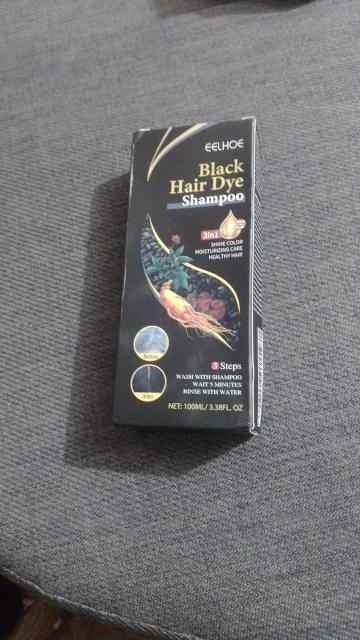 EELHOE
Black
Hair Dye
Shampoo
3in1
SHINE COLOR
MOISTURIZING CARE
HEALTHY HAIR
Before
After
3 Steps
WASH WITH SHAMPOO
WAIT 5 MINUTES
RINSE WITH WATER
NET: 100ML/ 3.38FL. OZ